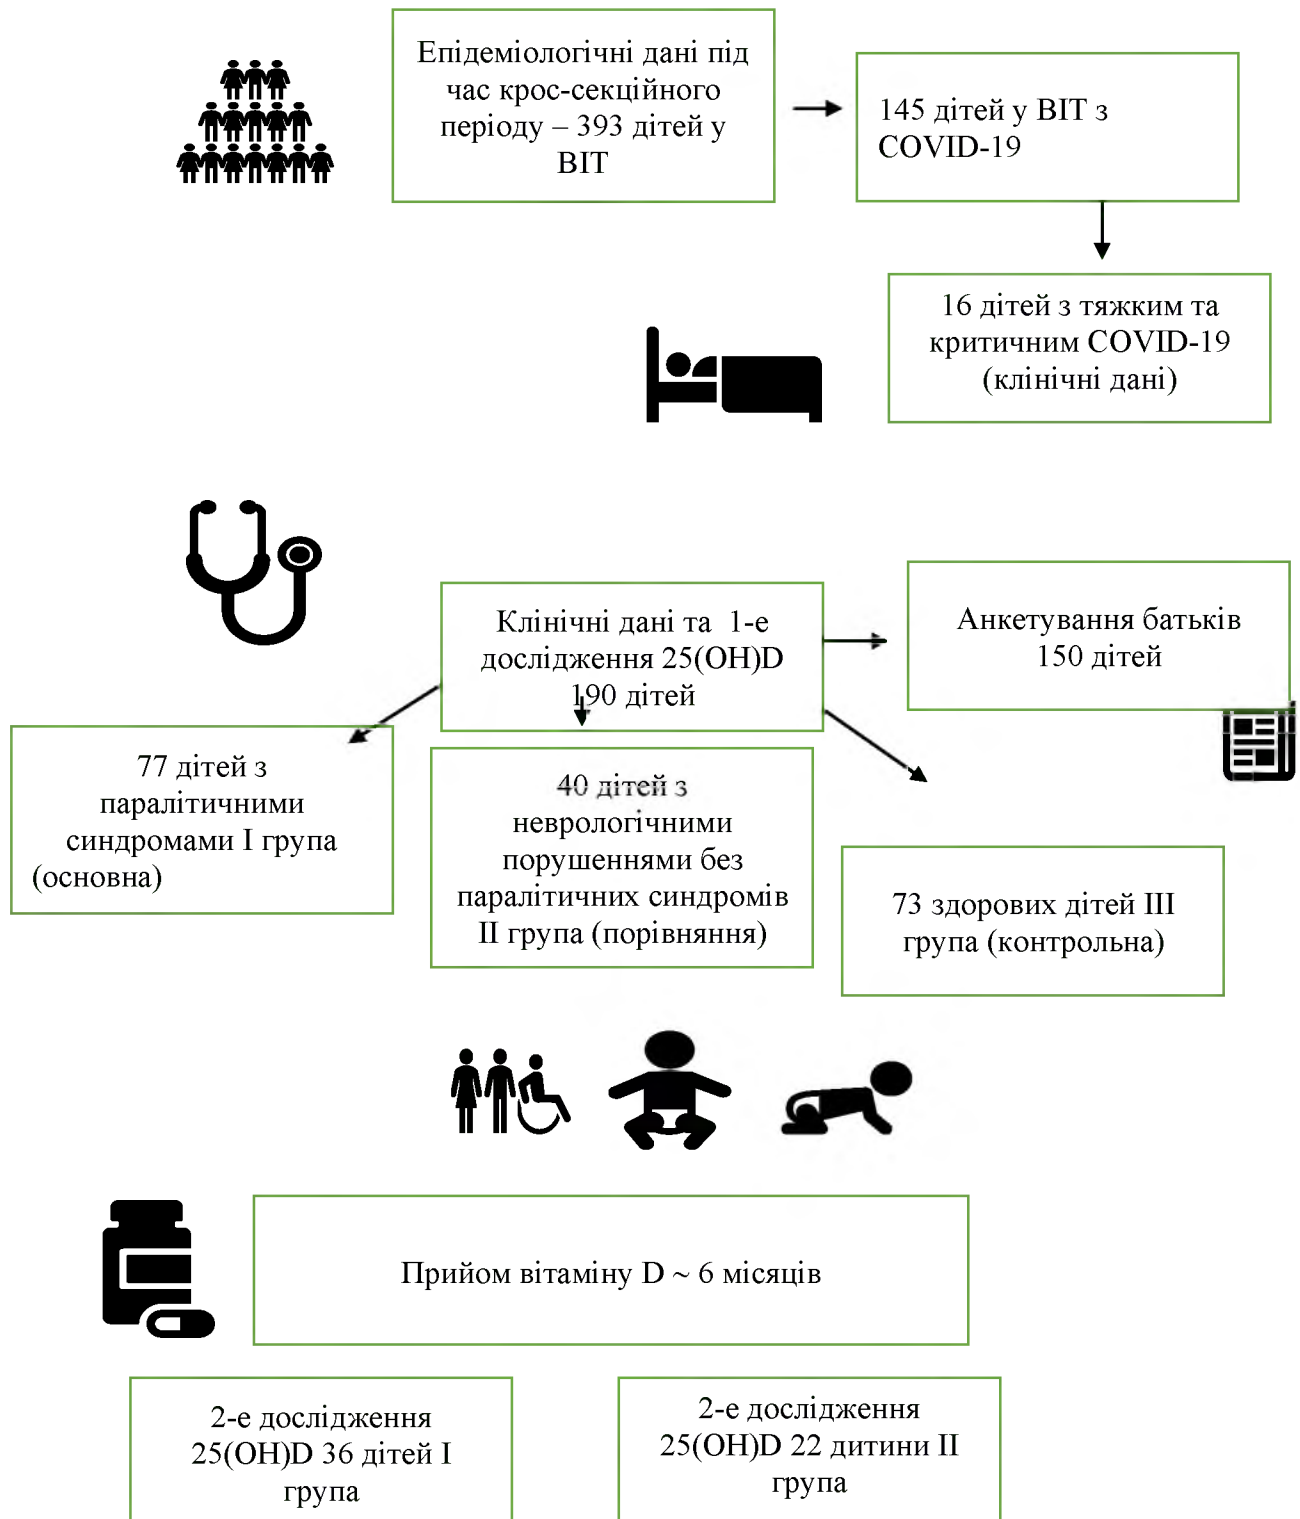 Епідеміологічні дані під
час крос-секційного
періоду – 393 дітей у
ВІТ
145 дітей у ВІТ з
COVID-19
16 дітей з тяжким та
критичним COVID-19
(клінічні дані)
Клінічні дані та 1-е
дослідження 25(OH)D
190 дітей
Анкетування батьків
150 дітей
77 дітей з
паралітичними
синдромами I група
(основна)
40 дітей з
неврологічними
порушеннями без
паралітичних синдромів
II група (порівняння)
73 здорових дітей III
група (контрольна)
Прийом вітаміну D ~ 6 місяців
2-е дослідження
25(OH)D 36 дітей I
група
2-е дослідження
25(OH)D 22 дитини II
група